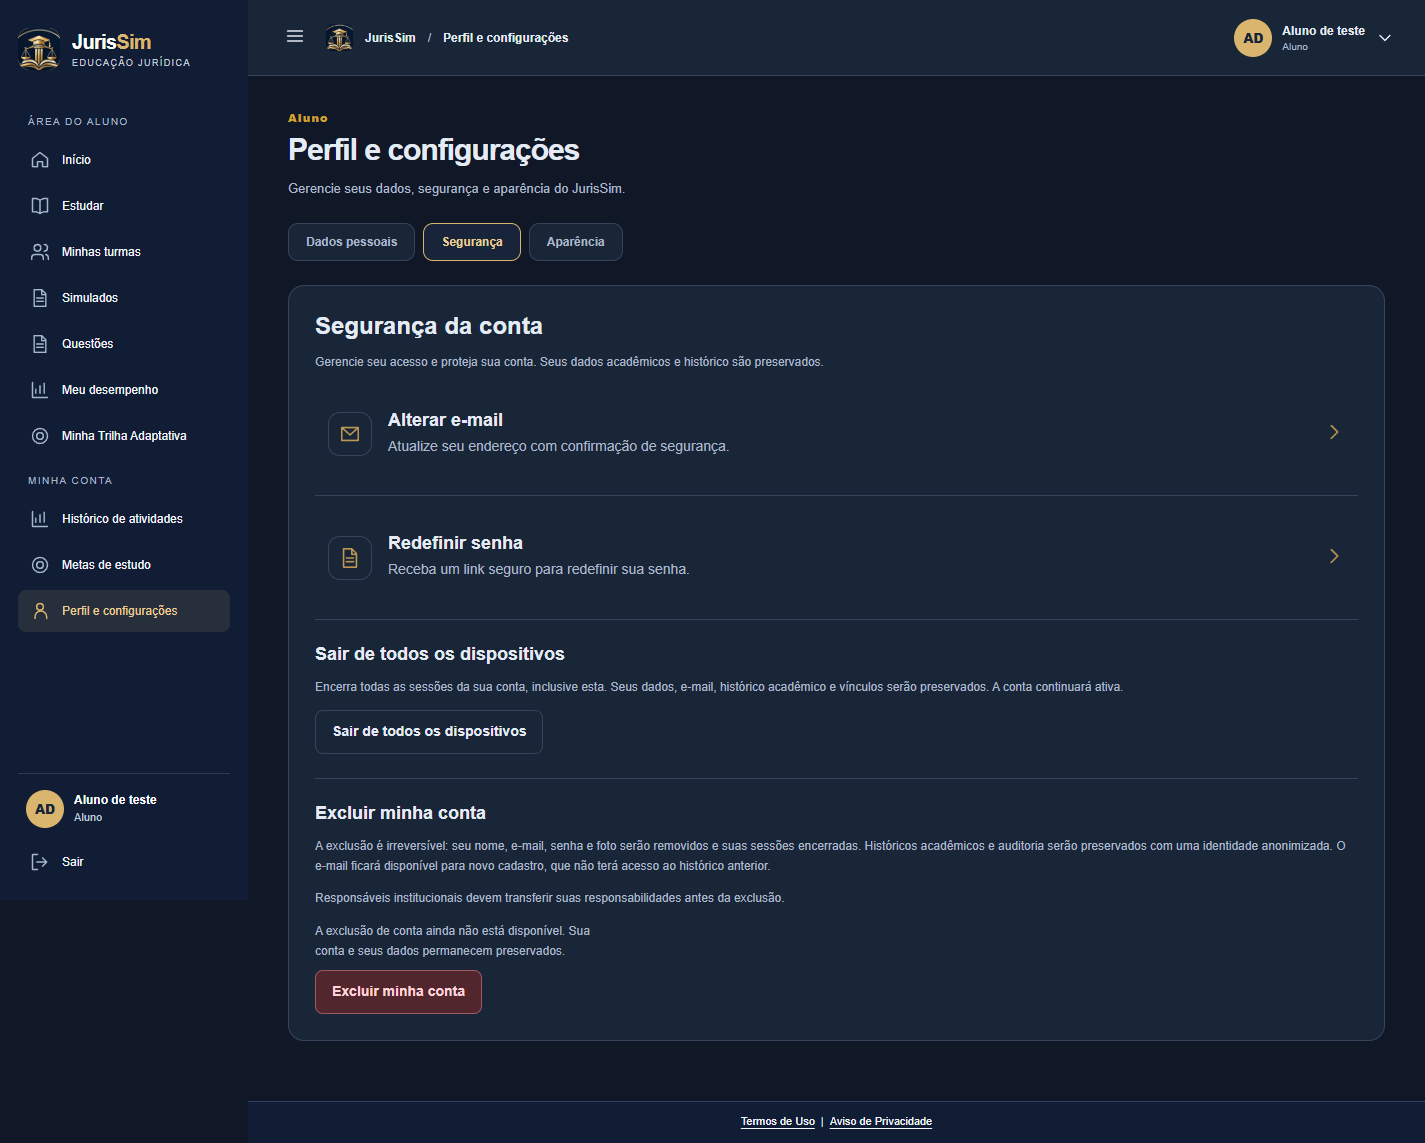 JurisSim
EDUCAÇÃO JURÍDICA
ÁREA DO ALUNO
Início
Estudar
Minhas turmas
Simulados
Questões
Meu desempenho
Minha Trilha Adaptativa
MINHA CONTA
Histórico de atividades
Metas de estudo
Perfil e configurações
AD
Aluno de teste
Aluno
Sair
JurisSim / Perfil e configurações
AD
Aluno de teste
Aluno
Aluno
Perfil e configurações
Gerencie seus dados, segurança e aparência do JurisSim.
Dados pessoais
Segurança
Aparência
Segurança da conta
Gerencie seu acesso e proteja sua conta. Seus dados acadêmicos e histórico são preservados.
Alterar e-mail
Atualize seu endereço com confirmação de segurança.
Redefinir senha
Receba um link seguro para redefinir sua senha.
Sair de todos os dispositivos
Encerra todas as sessões da sua conta, inclusive esta. Seus dados, e-mail, histórico acadêmico e vínculos serão preservados. A conta continuará ativa.
Sair de todos os dispositivos
Excluir minha conta
A exclusão é irreversível: seu nome, e-mail, senha e foto serão removidos e suas sessões encerradas. Históricos acadêmicos e auditoria serão preservados com uma identidade anonimizada. O
e-mail ficará disponível para novo cadastro, que não terá acesso ao histórico anterior.
Responsáveis institucionais devem transferir suas responsabilidades antes da exclusão.
A exclusão de conta ainda não está disponível. Sua
conta e seus dados permanecem preservados.
Excluir minha conta
Termos de Uso | Aviso de Privacidade